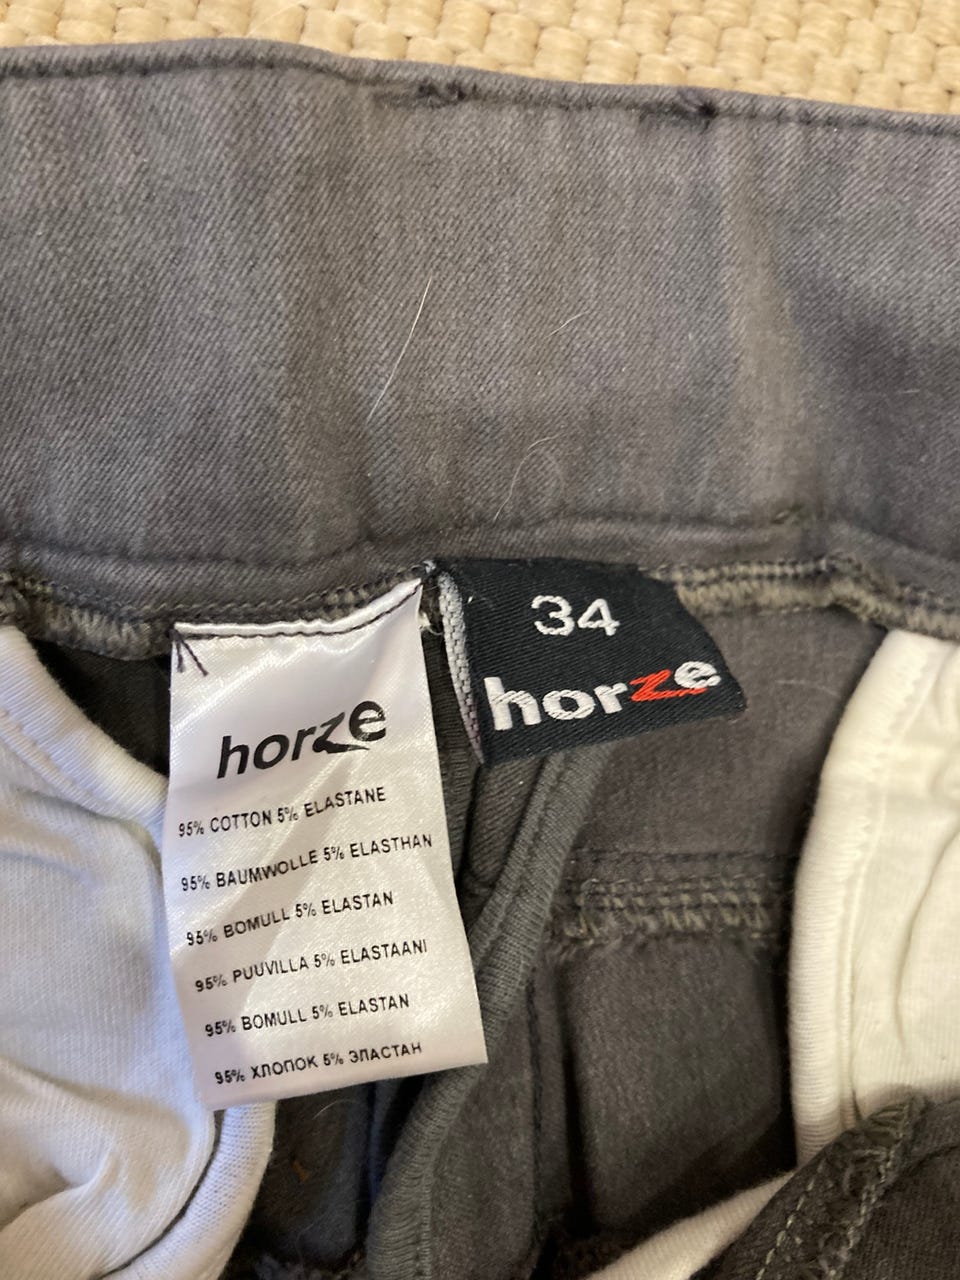 34
horze
horze
95% COTTON 5% ELASTANE
95% BAUMWOLLE 5% ELASTHAN
95% BOMULL 5% ELASTAN
95% PUUVILLA 5% ELASTAANI
95% BOMULL 5% ELASTAN
95% ХЛОПОК 5% ЭЛАСТАН